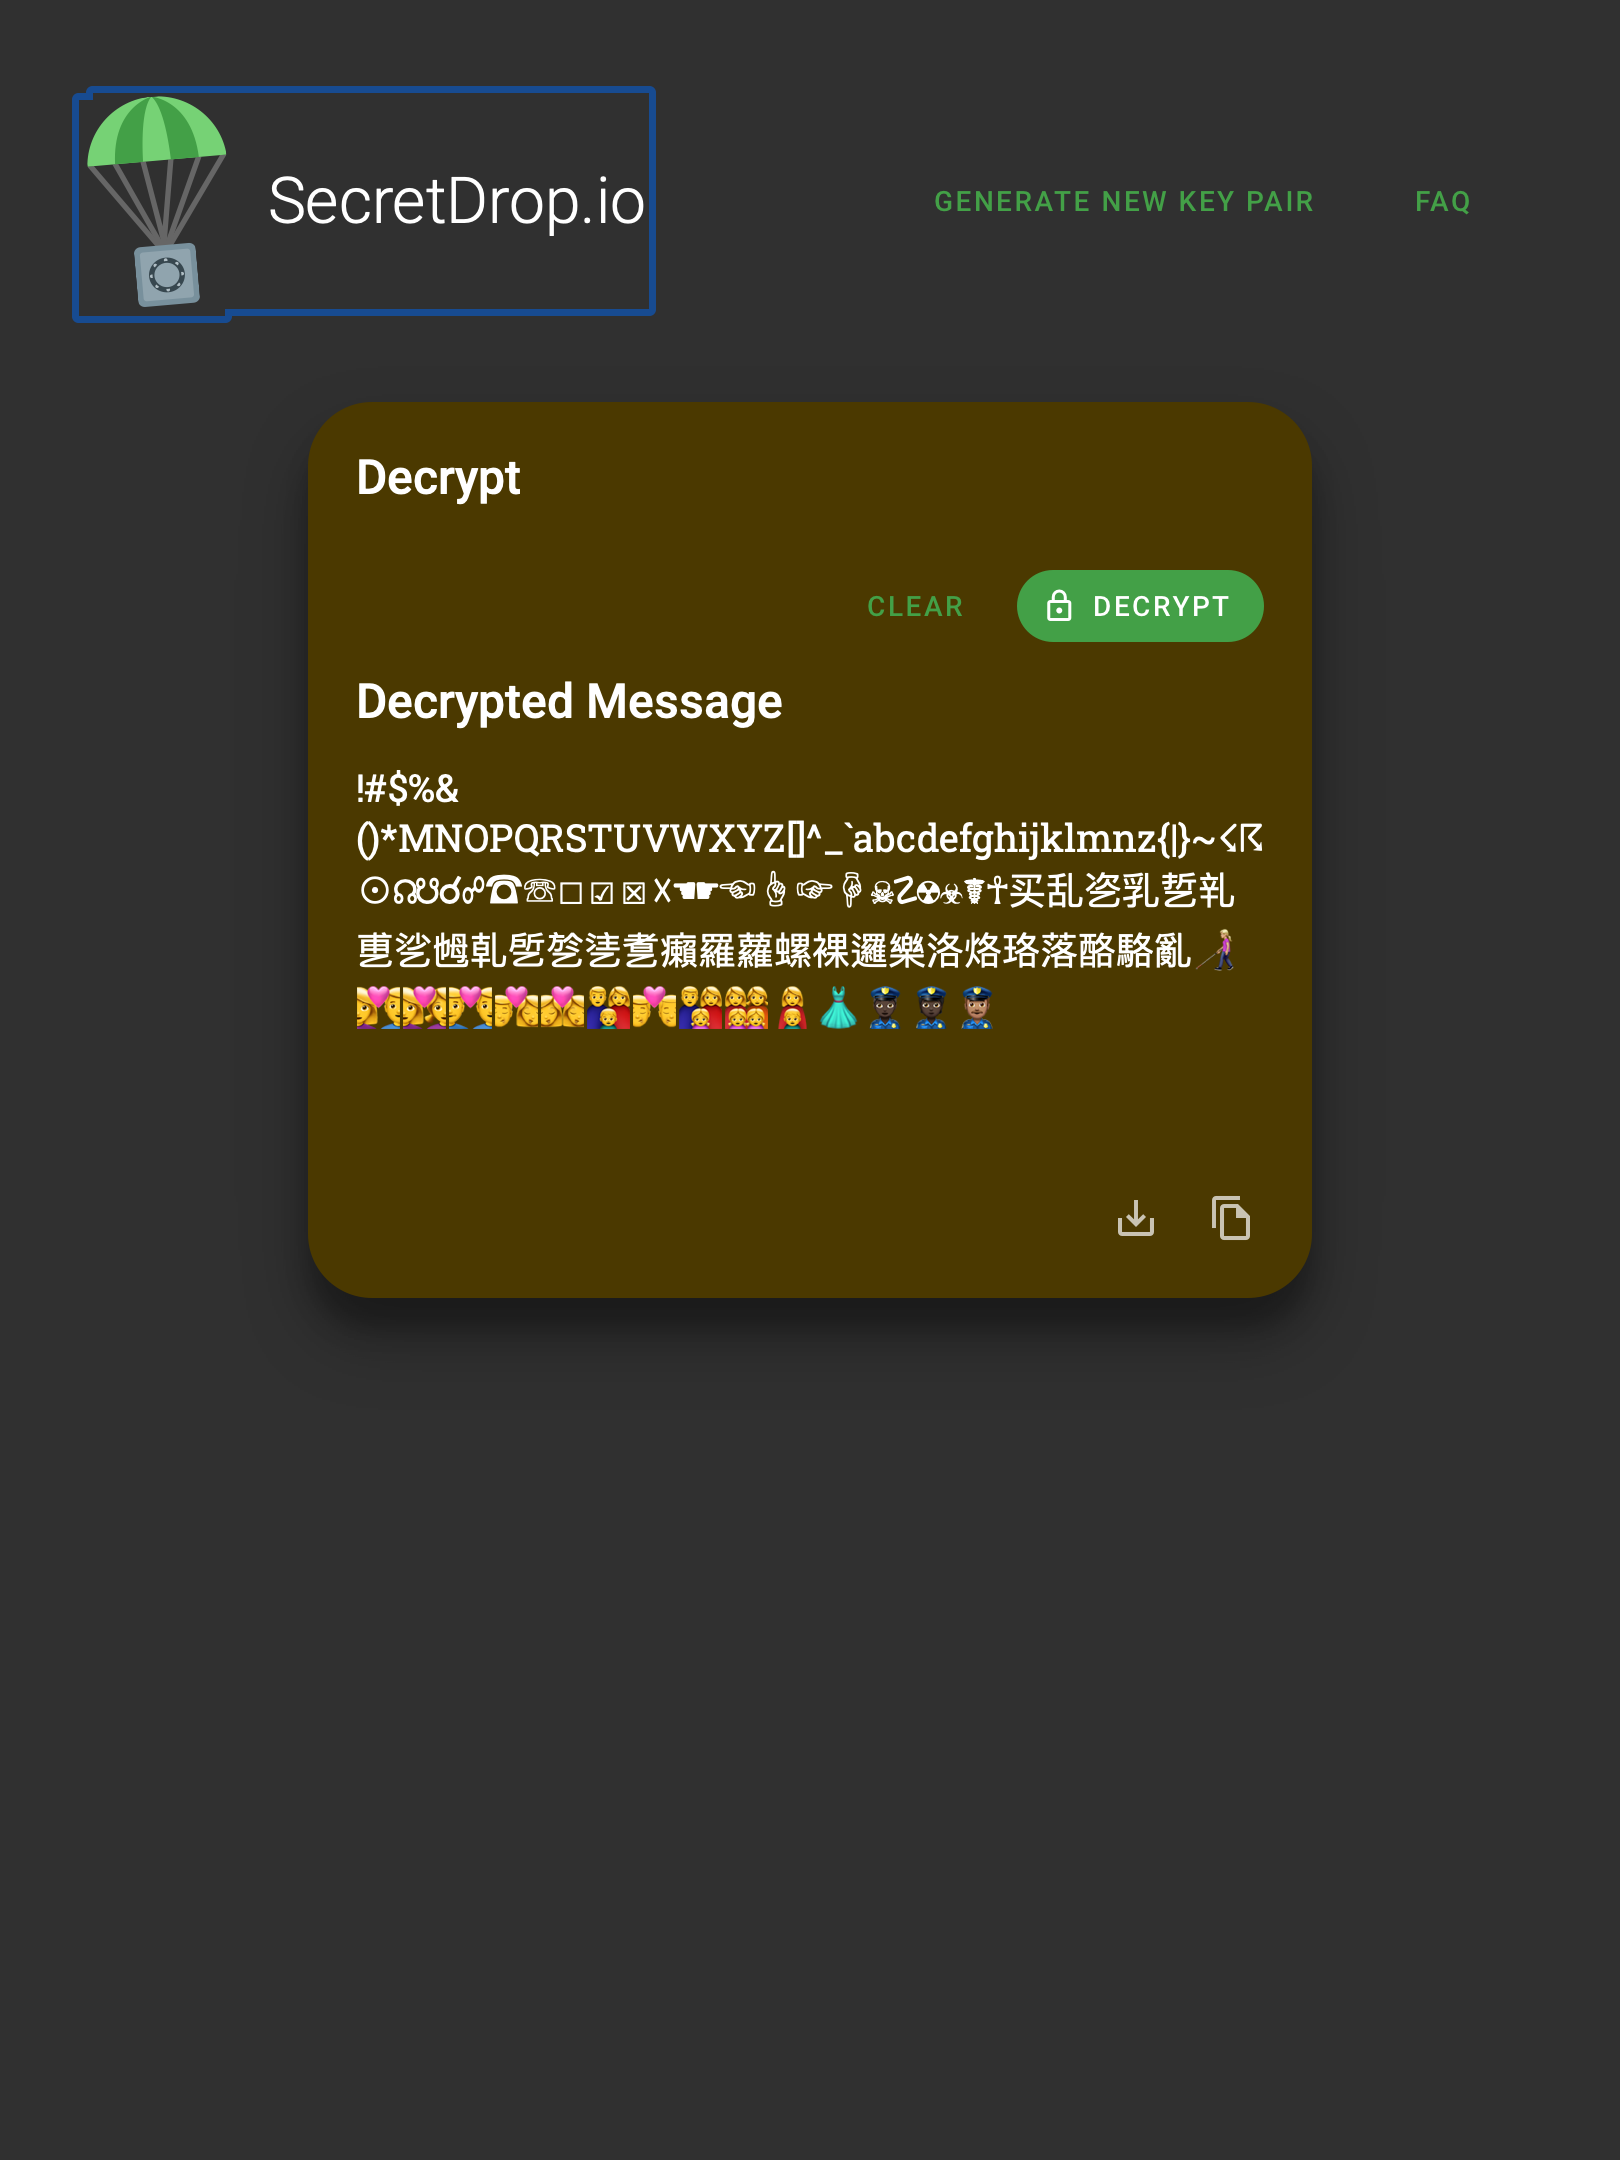 SecretDrop.io
GENERATE NEW KEY PAIR
FAQ
Decrypt
CLEAR
DECRYPT
Decrypted Message
!#$%&
()*MNOPQRSTUVWXYZ[]^_`abcdefghijklmnz{|}~☇☈
☉☊☋☌☍☎☏☐☑☒☓☚☛☜☝☞☟☠☡☢☣☤☥买乱乲乳乴乵
乶乷乸乹乺乻乼乽癩羅蘿螺裸邏樂洛烙珞落酪駱亂👩🏼‍🦯
👩‍❤️‍👨👩‍❤️‍👩👨‍❤️‍👨